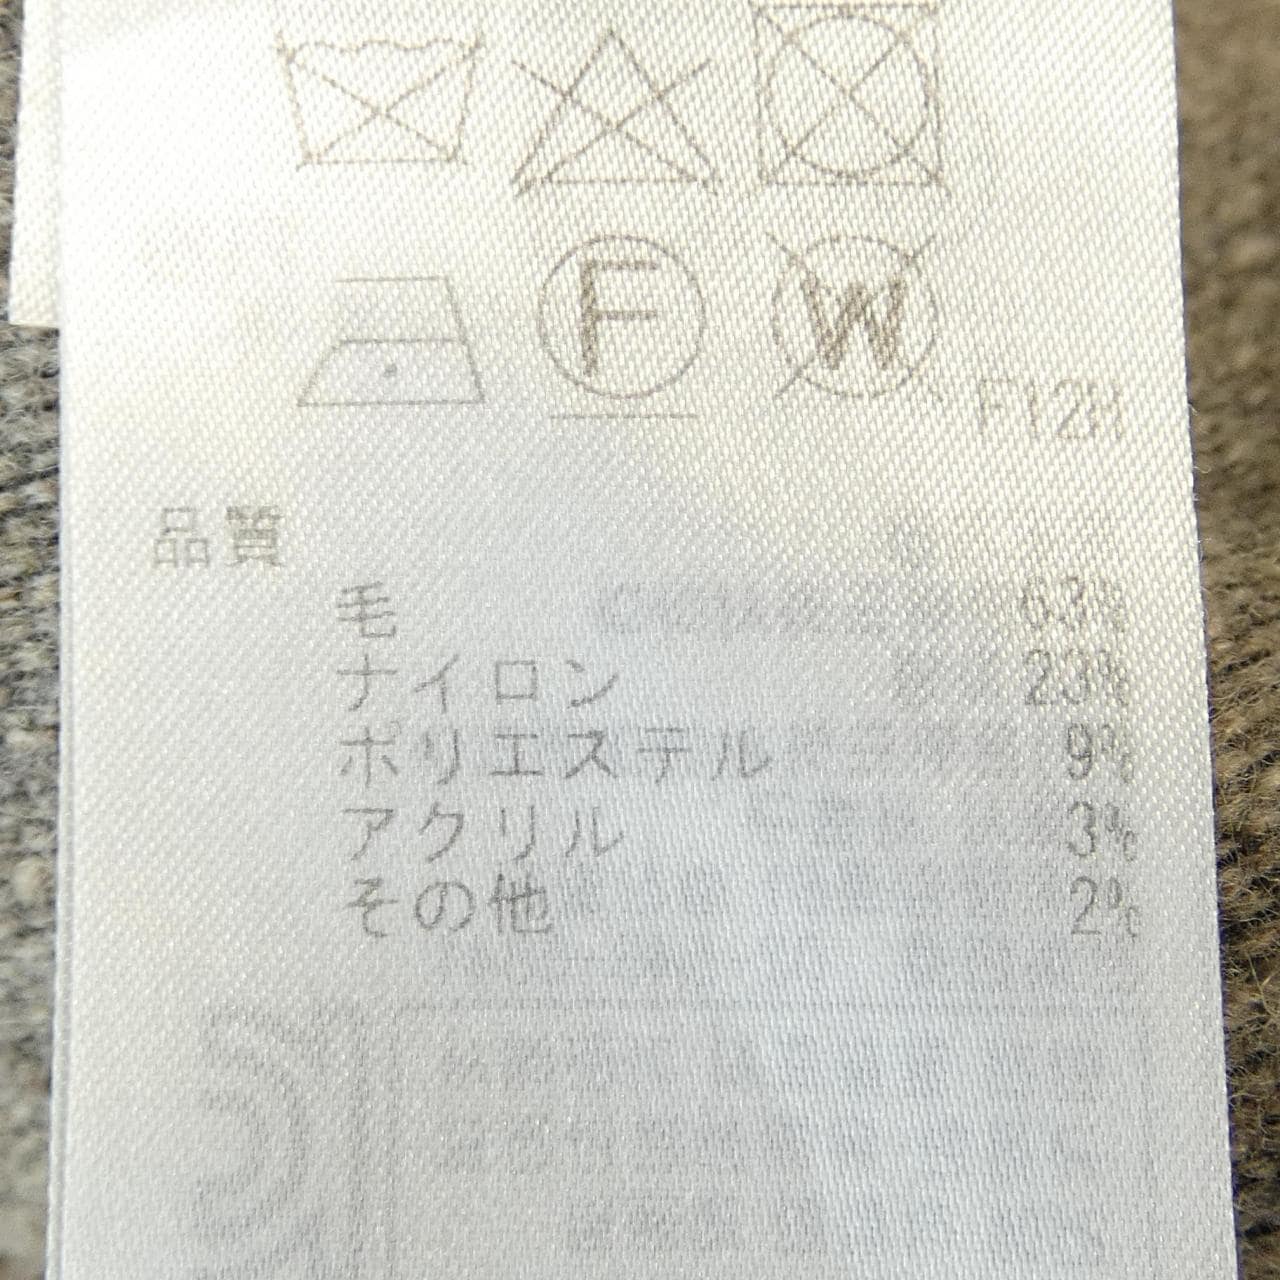 F W F12H
品質
毛 63%
ナイロン 23%
ポリエステル 9%
アクリル 3%
その他 2%